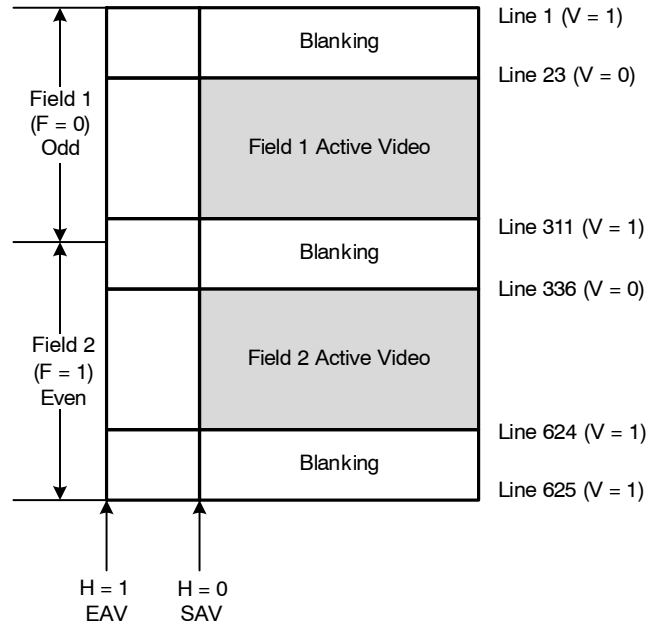 Blanking
Line 1 (V = 1)
Line 23 (V = 0)
Field 1
(F = 0)
Odd
Field 1 Active Video
Line 311 (V = 1)
Blanking
Line 336 (V = 0)
Field 2
(F = 1)
Even
Field 2 Active Video
Line 624 (V = 1)
Blanking
Line 625 (V = 1)
H = 1
EAV
H = 0
SAV